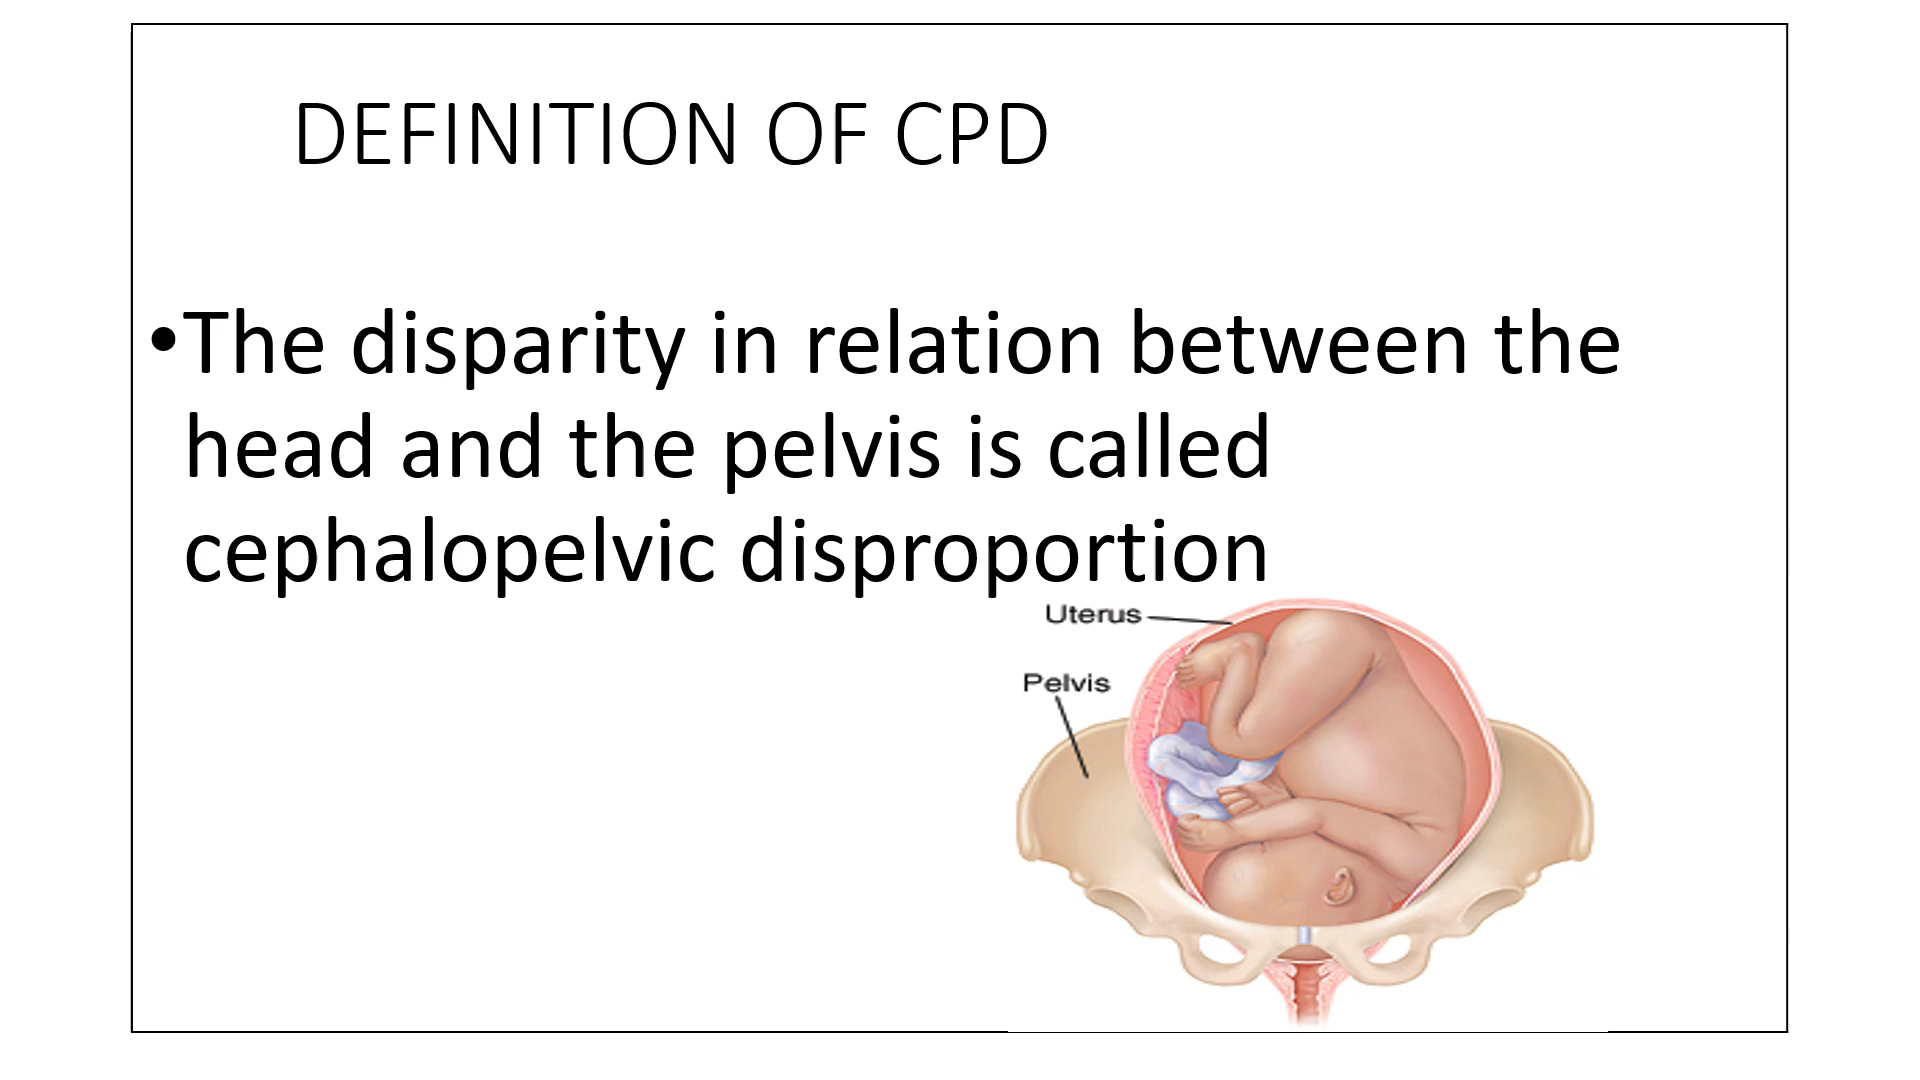 DEFINITION OF CPD
•The disparity in relation between the
head and the pelvis is called
cephalopelvic disproportion
Uterus
Pelvis